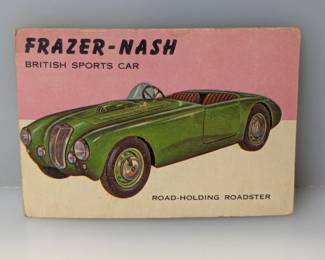 FRAZER-NASH
BRITISH SPORTS CAR
ROAD-HOLDING ROADSTER